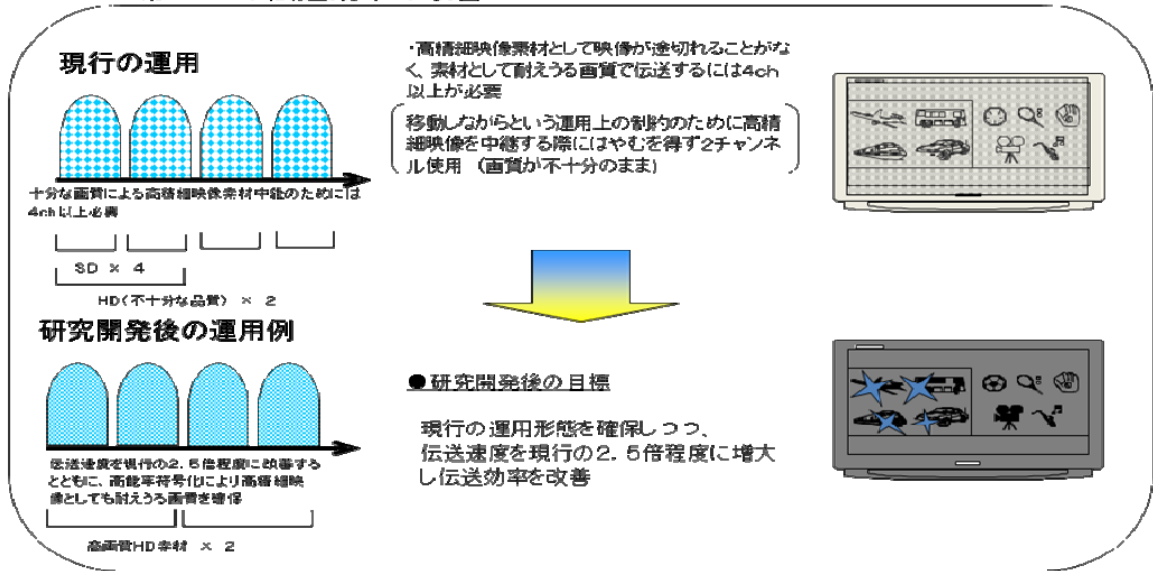 現行の運用
・高精細映像素材として映像が途切れることがな
く、素材として耐えうる画質で伝送するには4ch
以上が必要
移動しながらという運用上の制約のために高精
細映像を中継する際にはやむを得ず2チャンネ
ル使用 (画質が不十分のまま)
十分な画質による高精細映像素材中継のためには
4ch以上必要
SD × 4
HD(不十分な品質) × 2
研究開発後の運用例
●研究開発後の目標
現行の運用形態を確保しつつ、
伝送速度を現行の2.5倍程度に増大
し伝送効率を改善
伝送速度を現行の2.5倍程度に改善する
とともに、高能率符号化により高精細映
像としても耐えうる画質を確保
高画質HD素材 × 2